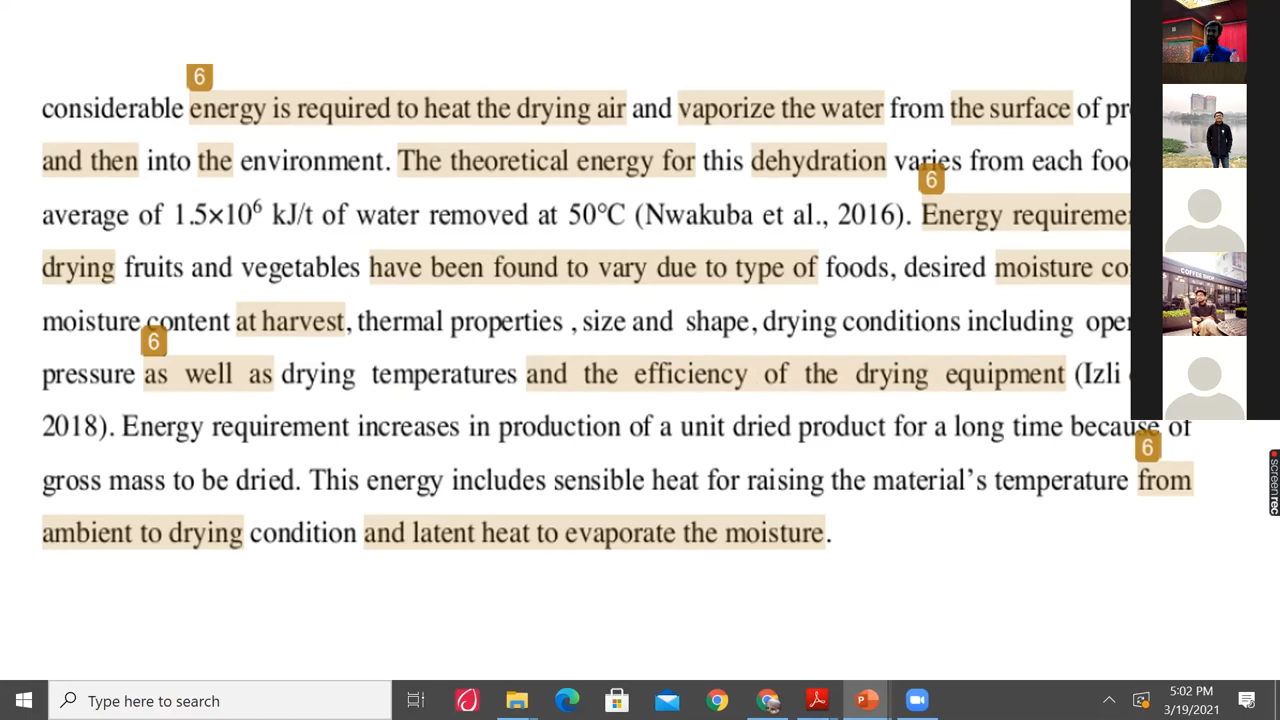 6
considerable energy is required to heat the drying air and vaporize the water from the surface of
and then into the environment. The theoretical energy for this dehydration varies from each
6
average of 1.5×10⁶ kJ/t of water removed at 50℃ (Nwakuba et al., 2016). Energy
drying fruits and vegetables have been found to vary due to type of foods, desired moisture
moisture content at harvest, thermal properties , size and shape, drying conditions including
6
pressure as well as drying temperatures and the efficiency of the drying equipment (Izli
2018). Energy requirement increases in production of a unit dried product for a long time because of
6
gross mass to be dried. This energy includes sensible heat for raising the material's temperature from
ambient to drying condition and latent heat to evaporate the moisture.
COFFEE
screenrec
Type here to search
5:02 PM
3/19/2021